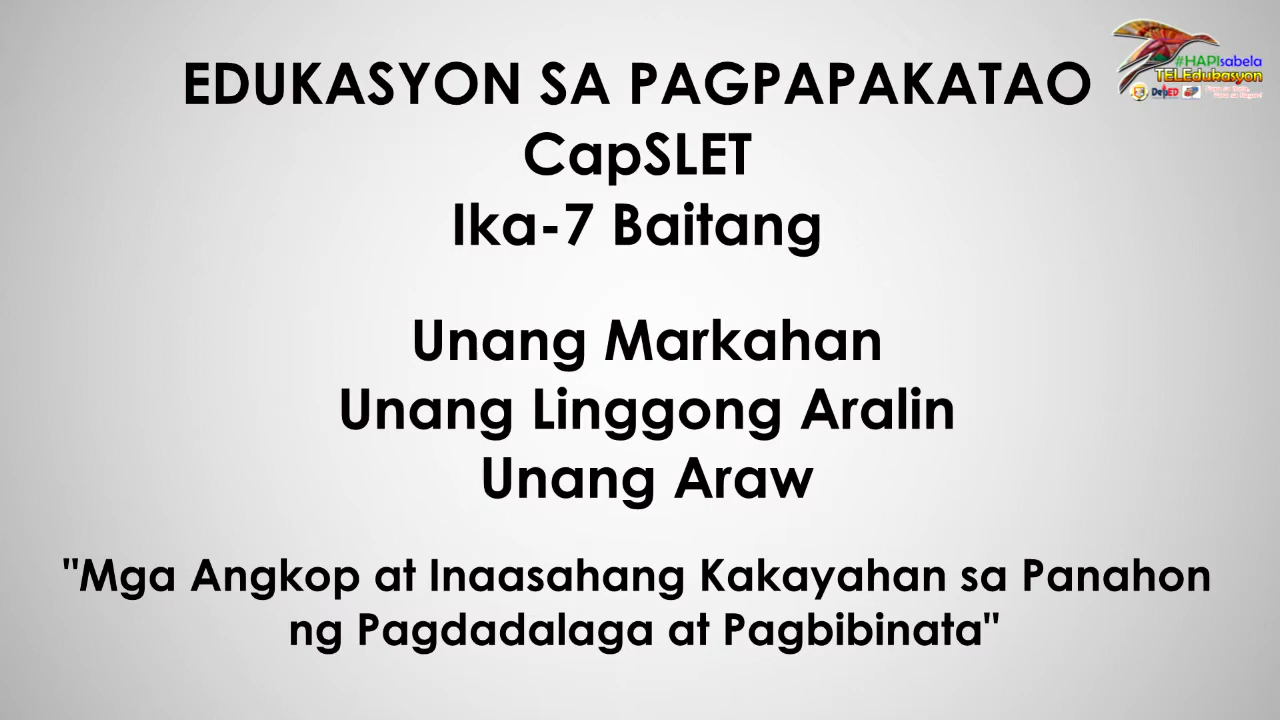 EDUKASYON SA PAGPAPAKATAO
CapSLET
Ika-7 Baitang
Unang Markahan
Unang Linggong Aralin
Unang Araw
"Mga Angkop at Inaasahang Kakayahan sa Panahon
ng Pagdadalaga at Pagbibinata"
#HAPIsabela
TELEdukasyon
DepED